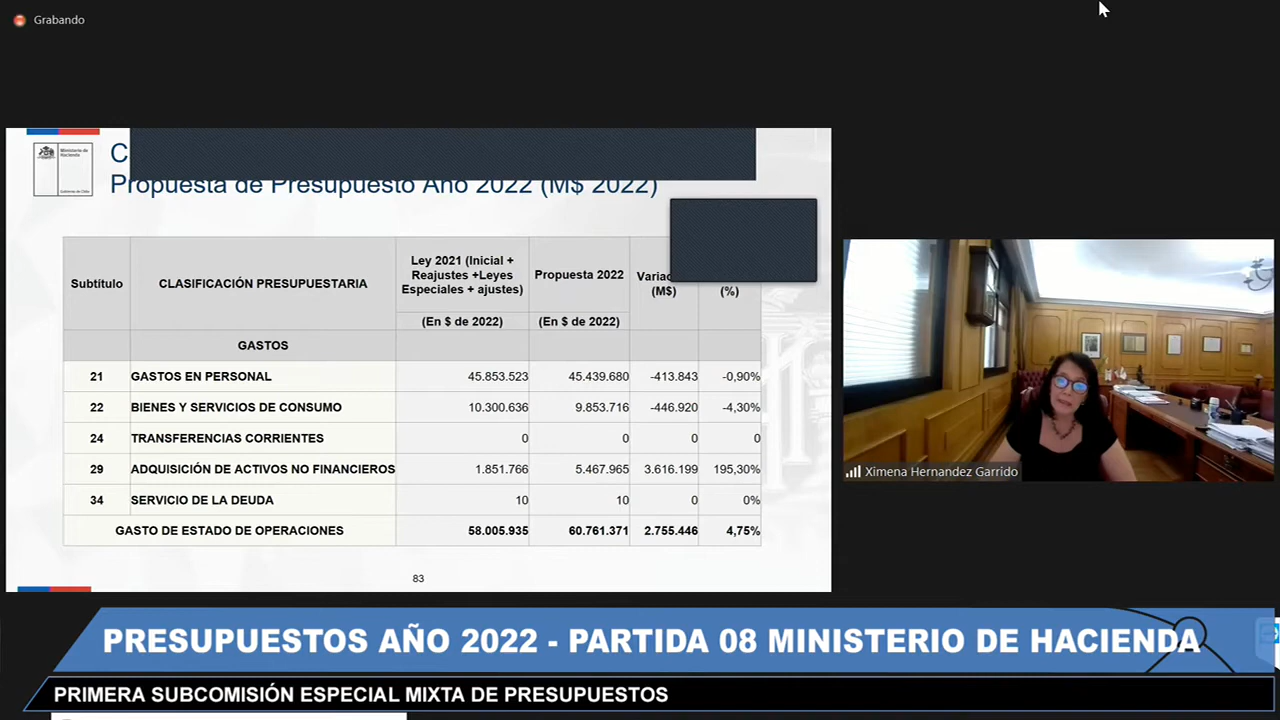 Grabando
Ministerio de
Hacienda
Gobierno de Chile
C
Propuesta de Presupuesto Año 2022 (M$ 2022)
Subtítulo CLASIFICACIÓN PRESUPUESTARIA Ley 2021 (Inicial + Reajustes +Leyes Especiales + ajustes) Propuesta 2022 (M$) (%)
(En $ de 2022) (En $ de 2022)
GASTOS
21 GASTOS EN PERSONAL 45.853.523 45.439.680 -413.843 -0,90%
22 BIENES Y SERVICIOS DE CONSUMO 10.300.636 9.853.716 -446.920 -4,30%
24 TRANSFERENCIAS CORRIENTES 0 0 0 0
29 ADQUISICIÓN DE ACTIVOS NO FINANCIEROS 1.851.766 5.467.965 3.616.199 195,30%
34 SERVICIO DE LA DEUDA 10 10 0 0%
GASTO DE ESTADO DE OPERACIONES 58.005.935 60.761.371 2.755.446 4,75%
83
Ximena Hernandez Garrido
PRESUPUESTOS AÑO 2022 - PARTIDA 08 MINISTERIO DE HACIENDA
PRIMERA SUBCOMISIÓN ESPECIAL MIXTA DE PRESUPUESTOS